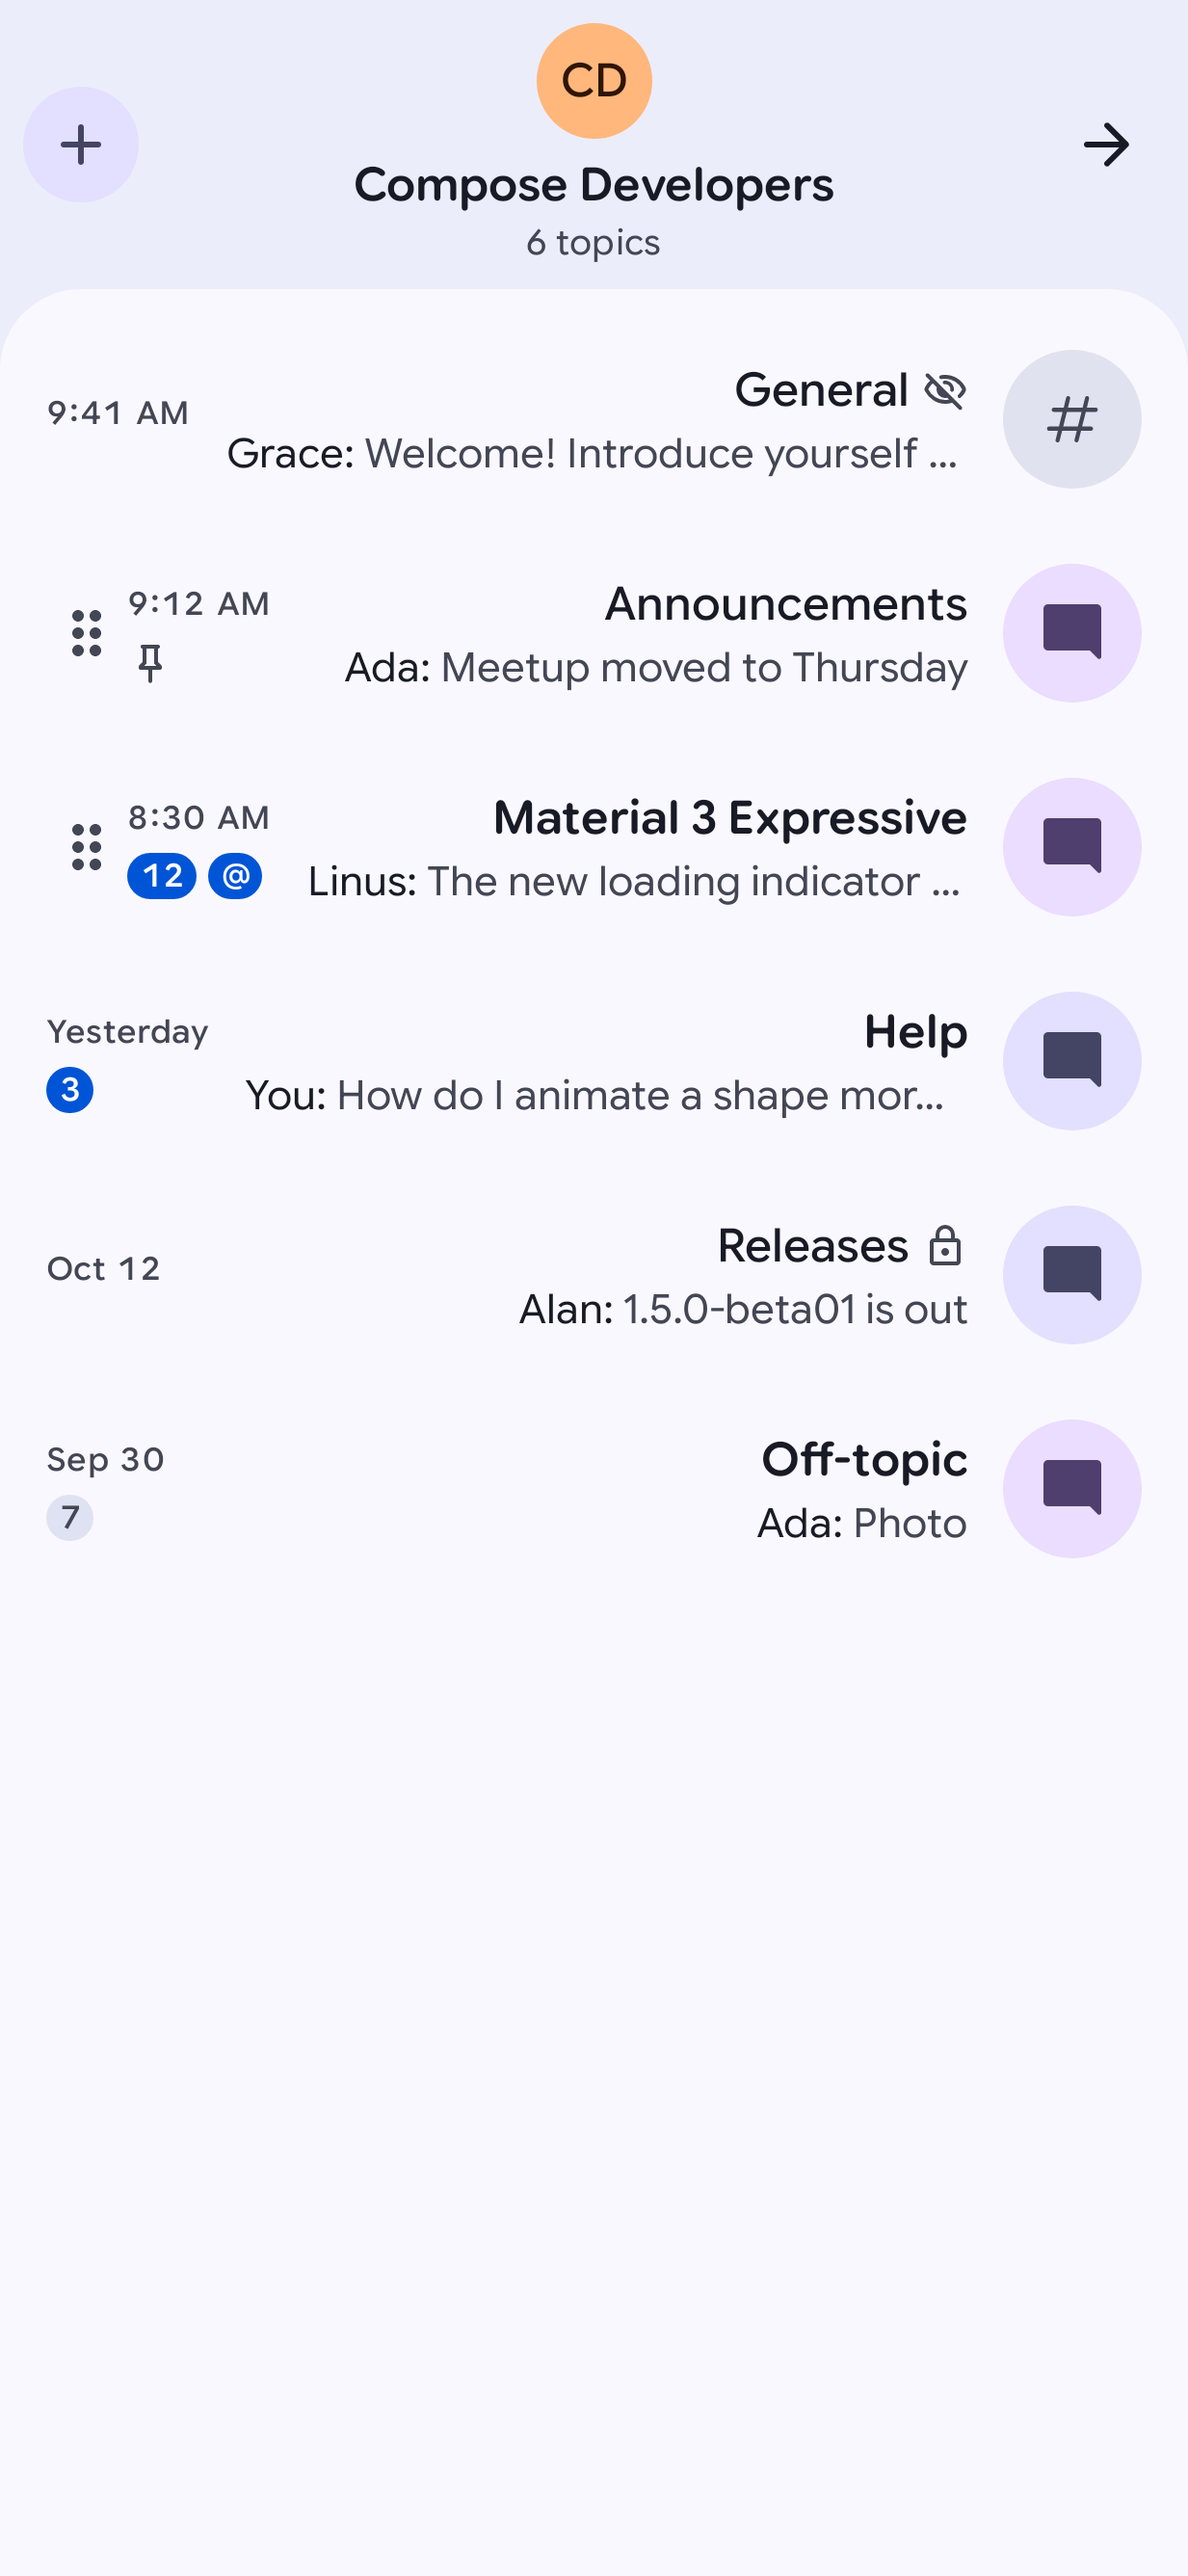 CD
Compose Developers
6 topics
General
9:41 AM
Grace: Welcome! Introduce yourself ...
#
Announcements
9:12 AM
Ada: Meetup moved to Thursday
Material 3 Expressive
8:30 AM
12 @
Linus: The new loading indicator ...
Help
Yesterday
3
You: How do I animate a shape mor...
Releases
Oct 12
Alan: 1.5.0-beta01 is out
Off-topic
Sep 30
7
Ada: Photo